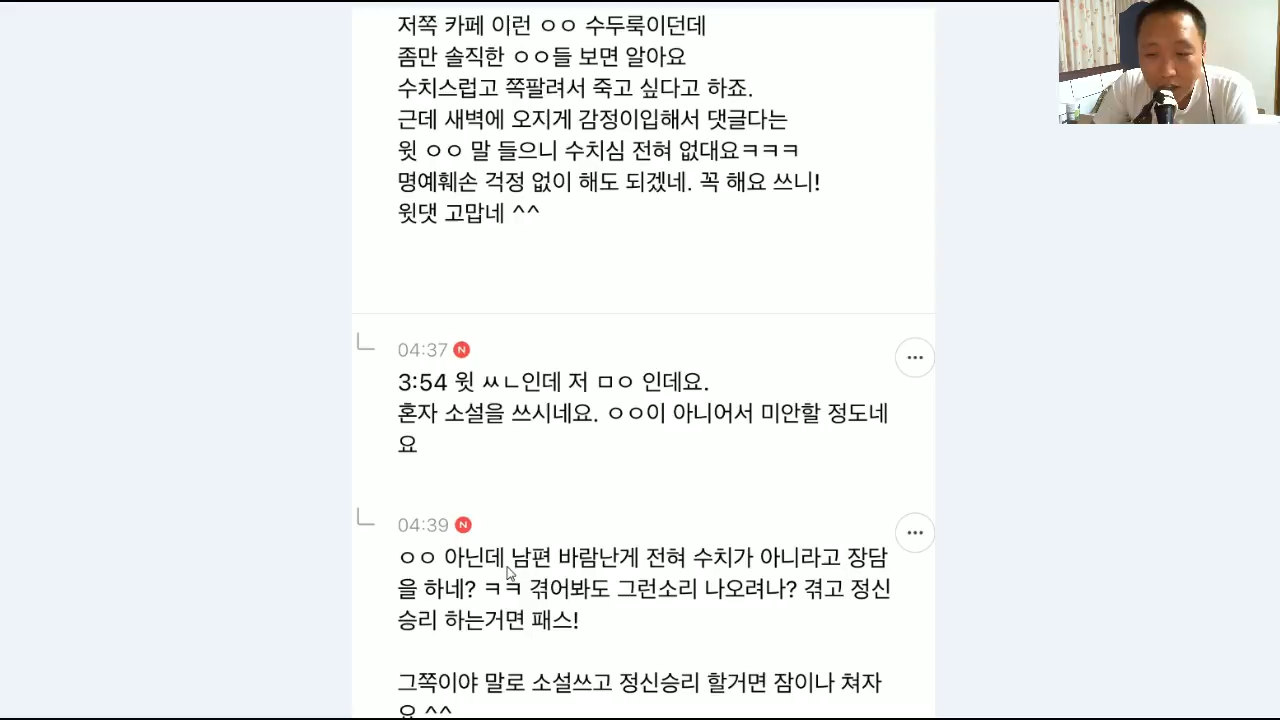 저쪽 카페 이런 ㅇㅇ 수두룩이던데
좀만 솔직한 ㅇㅇ들 보면 알아요
수치스럽고 쪽팔려서 죽고 싶다고 하죠.
근데 새벽에 오지게 감정이입해서 댓글다는
윗 ㅇㅇ 말 들으니 수치심 전혀 없대요ㅋㅋㅋ
명예훼손 걱정 없이 해도 되겠네. 꼭 해요 쓰니!
윗댓 고맙네 ^^
04:37 N
3:54 윗 ㅆㄴ인데 저 ㅁㅇ 인데요.
혼자 소설을 쓰시네요. ㅇㅇ이 아니어서 미안할 정도네
요
04:39 N
ㅇㅇ 아닌데 남편 바람난게 전혀 수치가 아니라고 장담
을 하네? ㅋㅋ 겪어봐도 그런소리 나오려나? 겪고 정신
승리 하는거면 패스!
그쪽이야 말로 소설쓰고 정신승리 할거면 잠이나 쳐자
요 ^^